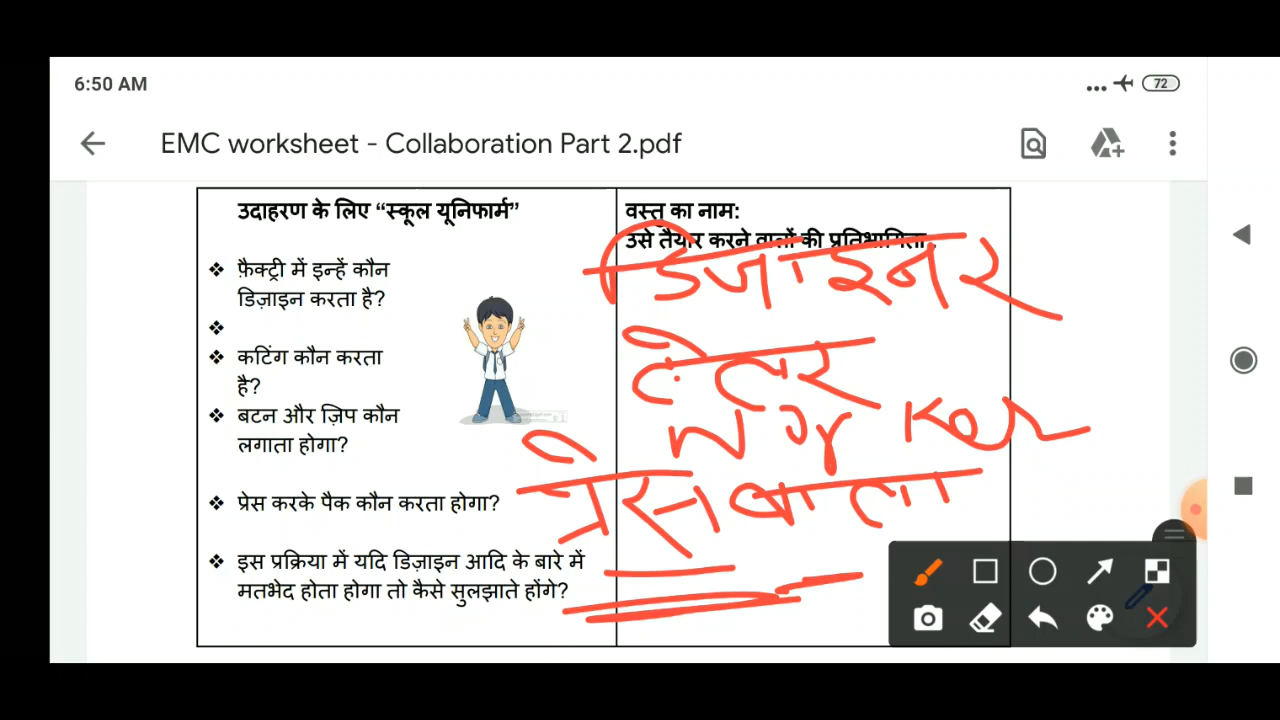 6:50 AM
72
EMC worksheet - Collaboration Part 2.pdf
उदाहरण के लिए “स्कूल यूनिफार्म”
❖ फ़ैक्ट्री में इन्हें कौन
डिज़ाइन करता है?
❖
❖ कटिंग कौन करता
है?
❖ बटन और ज़िप कौन
लगाता होगा?
❖ प्रेस करके पैक कौन करता होगा?
❖ इस प्रक्रिया में यदि डिज़ाइन आदि के बारे में
मतभेद होता होगा तो कैसे सुलझाते होंगे?
वस्तु का नाम:
उसे तैयार करने वालों की प्रतिभागिता
डिजाइनर
टेलर
प्रेस वाला